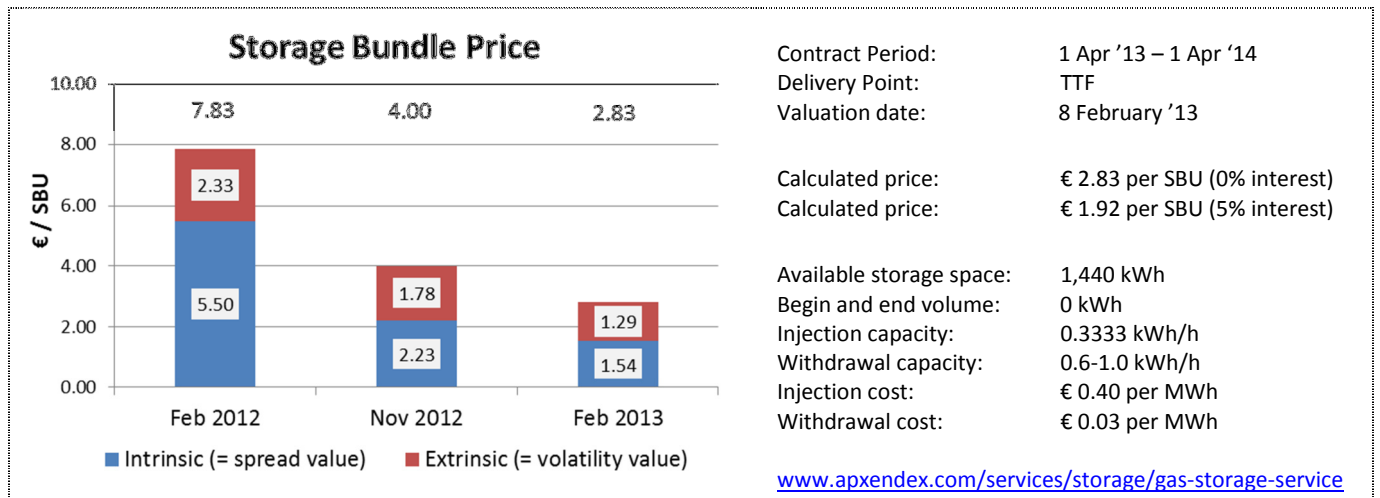 Storage Bundle Price
10.00
8.00
6.00
4.00
2.00
0.00
€ / SBU
7.83
4.00
2.83
2.33
5.50
1.78
2.23
1.29
1.54
Feb 2012
Nov 2012
Feb 2013
Intrinsic (= spread value)
Extrinsic (= volatility value)
Contract Period: 1 Apr ’13 – 1 Apr ‘14
Delivery Point: TTF
Valuation date: 8 February ’13
Calculated price: € 2.83 per SBU (0% interest)
Calculated price: € 1.92 per SBU (5% interest)
Available storage space: 1,440 kWh
Begin and end volume: 0 kWh
Injection capacity: 0.3333 kWh/h
Withdrawal capacity: 0.6-1.0 kWh/h
Injection cost: € 0.40 per MWh
Withdrawal cost: € 0.03 per MWh
www.apxendex.com/services/storage/gas-storage-service